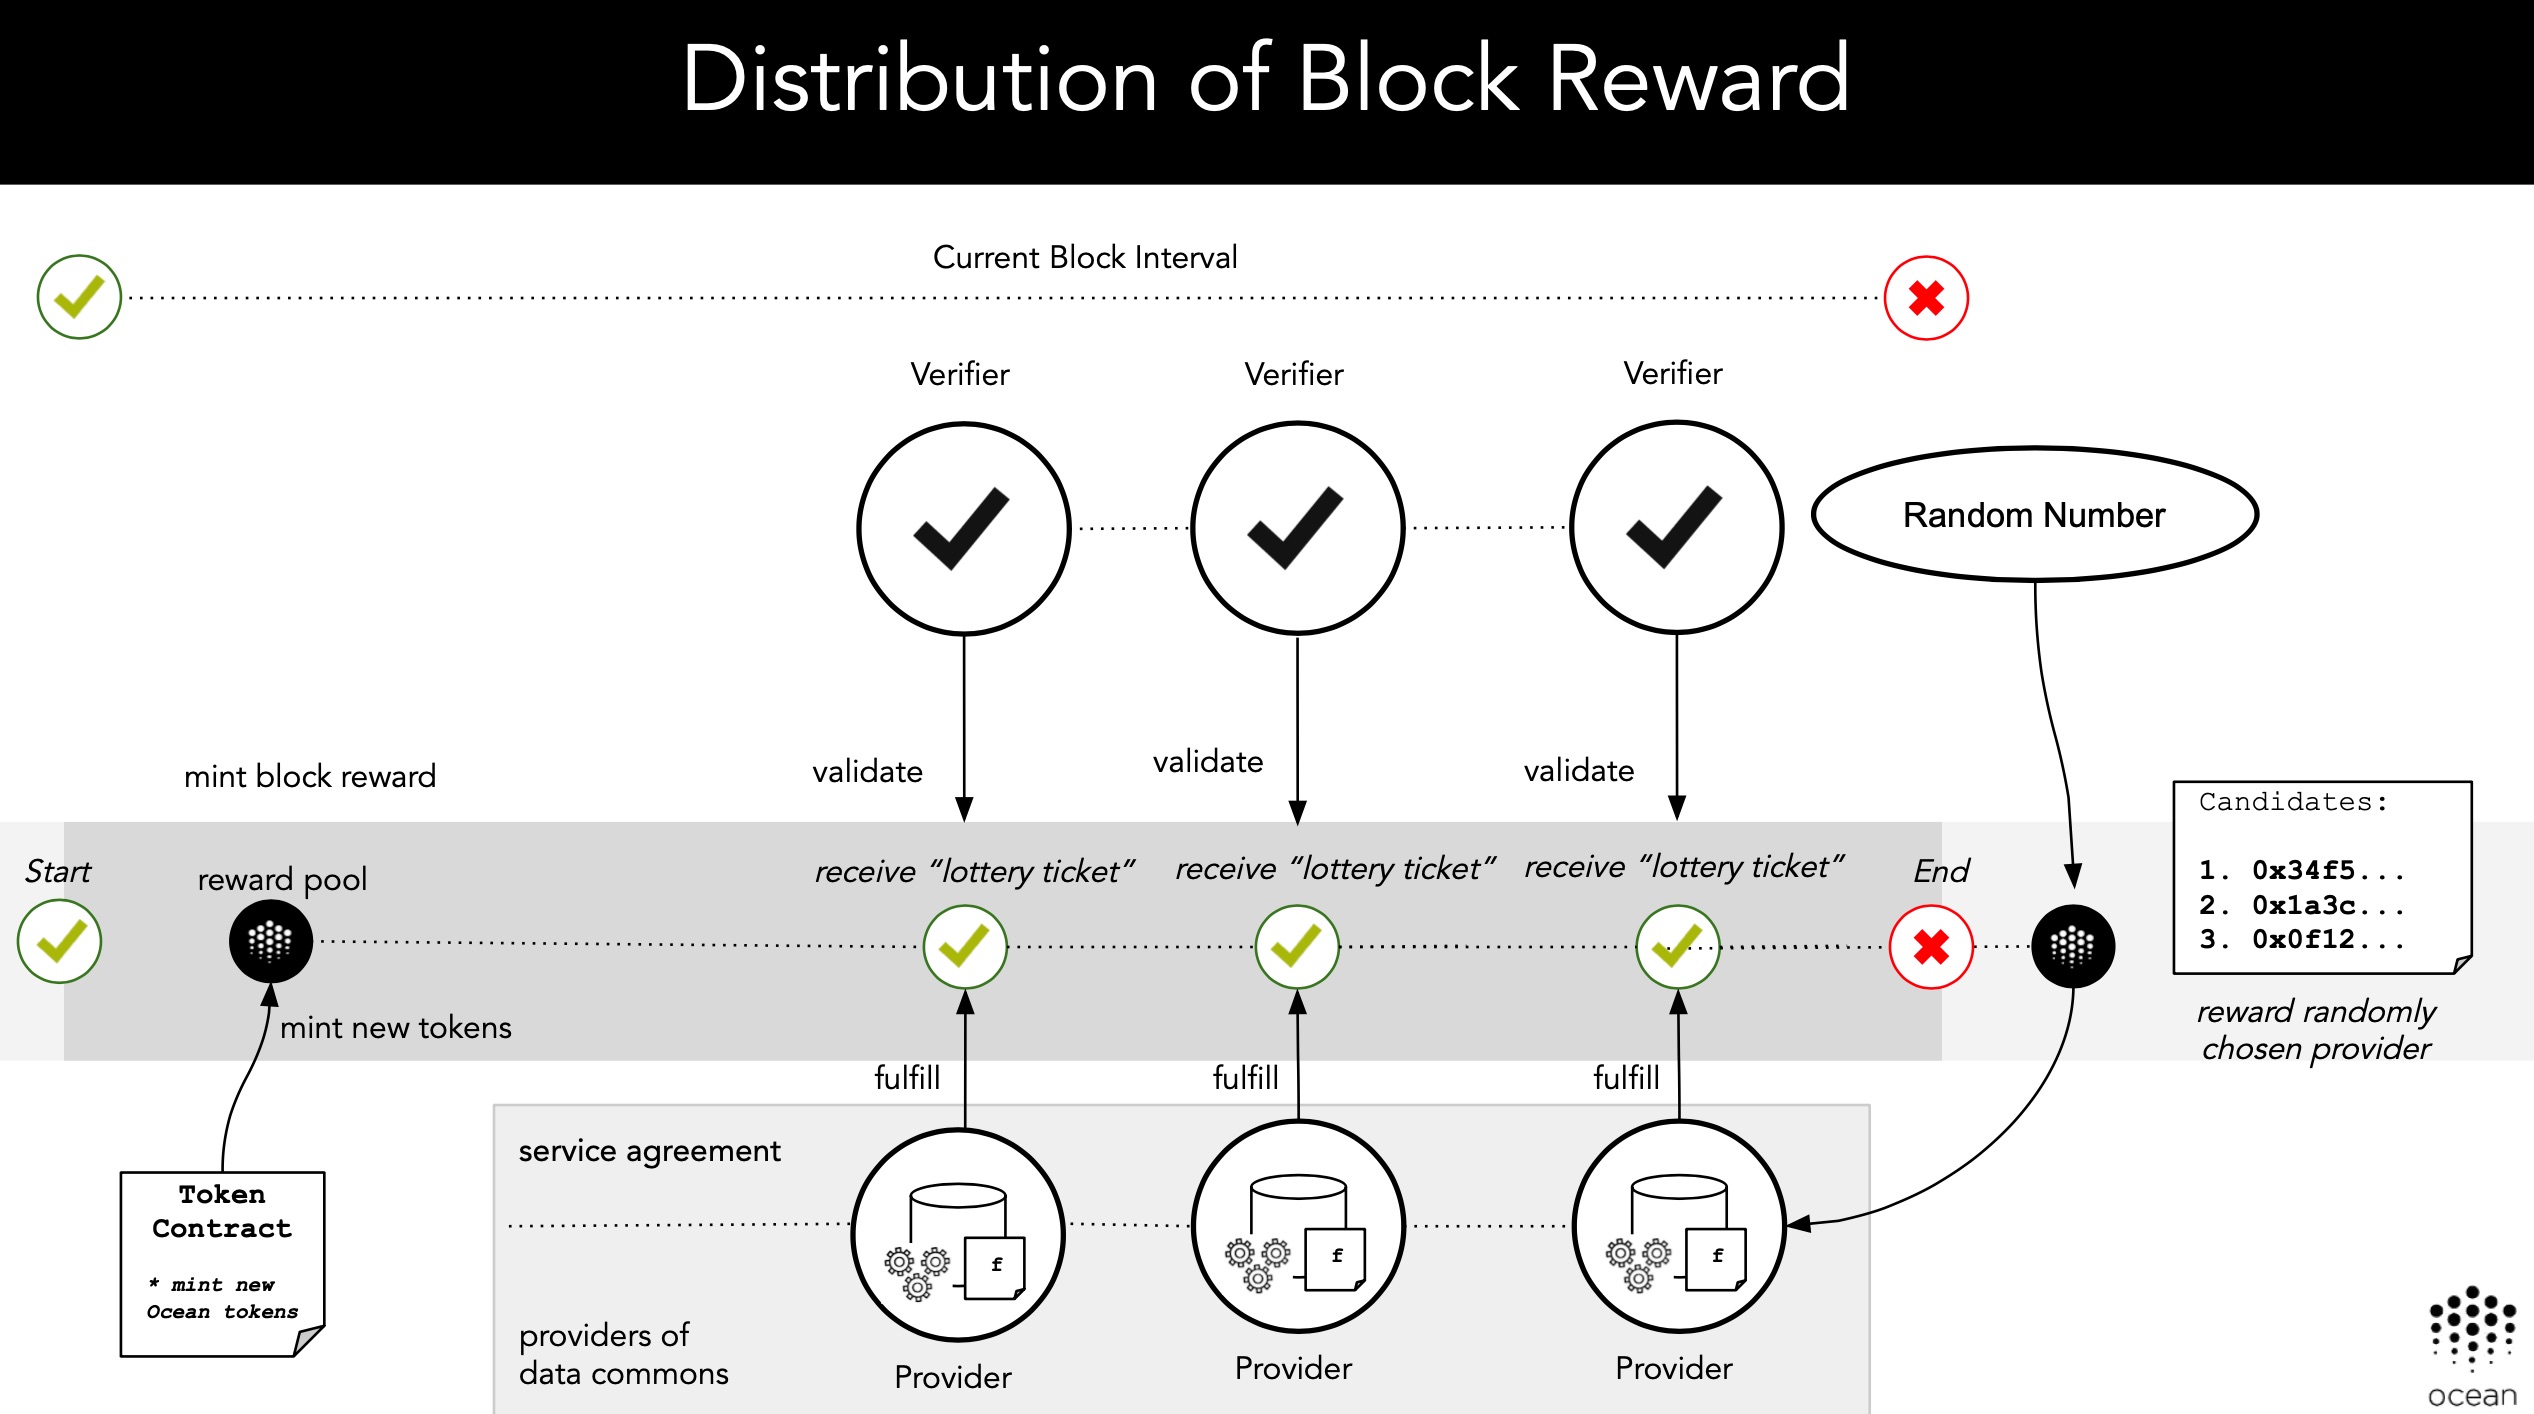 Distribution of Block Reward
Current Block Interval
Verifier
Verifier
Verifier
Random Number
validate
validate
validate
mint block reward
Candidates:
1. 0x34f5...
2. 0x1a3c...
3. 0x0f12...
Start
reward pool
receive “lottery ticket”
receive “lottery ticket”
receive “lottery ticket”
End
mint new tokens
reward randomly
chosen provider
fulfill
fulfill
fulfill
service agreement
Token
Contract
* mint new
Ocean tokens
f
f
f
providers of
data commons
Provider
Provider
Provider
ocean